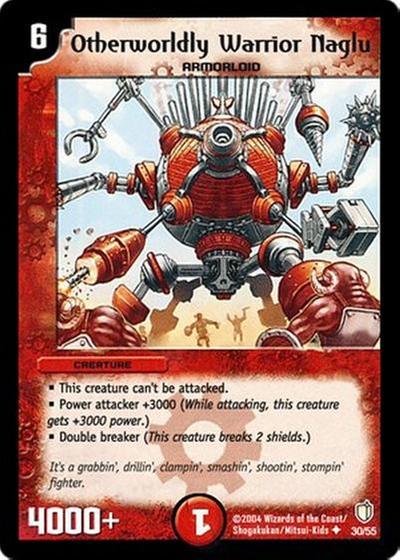 6 Otherworldly Warrior Naglu
ARMORLOID
CREATURE
▪ This creature can't be attacked.
▪ Power attacker +3000 (While attacking, this creature
gets +3000 power.)
▪ Double breaker (This creature breaks 2 shields.)
It's a grabbin', drillin', clampin', smashin', shootin', stompin'
fighter.
4000+
1
©2004 Wizards of the Coast/
Shogakukan/Mitsui-Kids ✦ 30/55